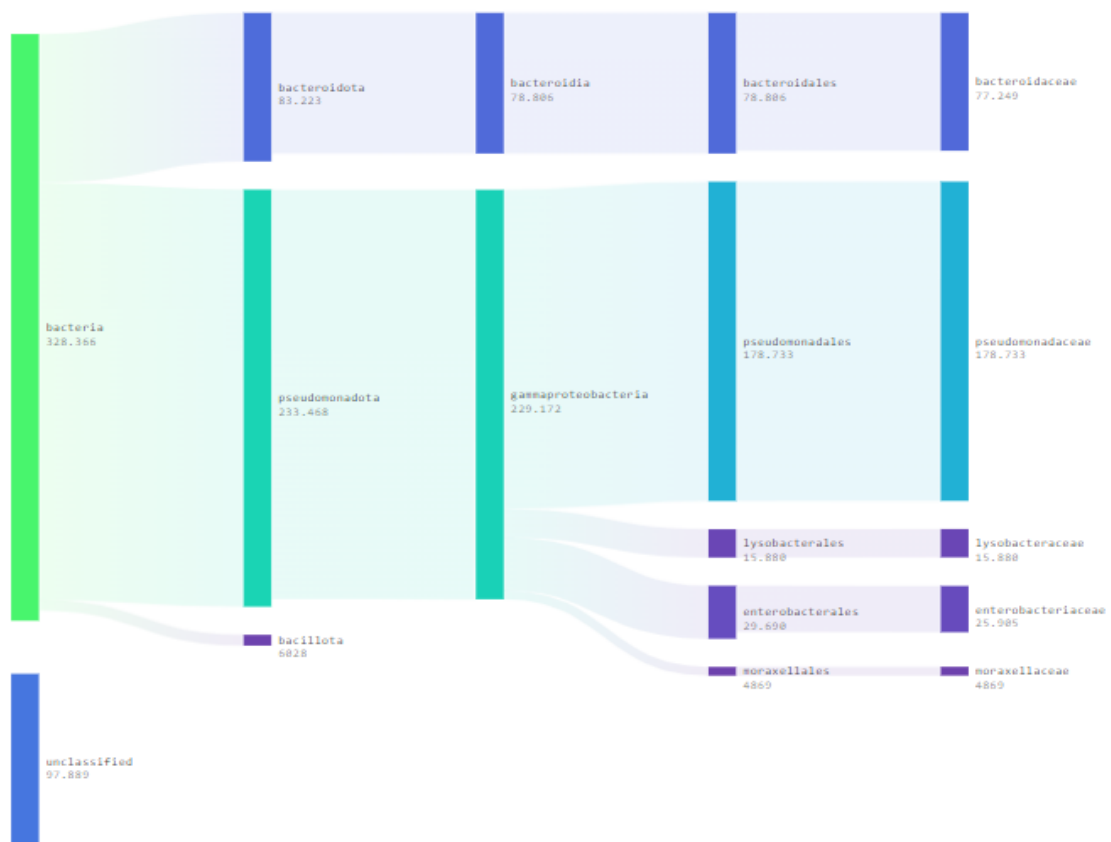 bacteria
328.366
unclassified
97.889
bacteroidota
83.223
pseudomonadota
233.468
bacillota
6028
bacteroidia
78.806
gammaproteobacteria
229.172
bacteroidales
78.806
pseudomonadales
178.733
lysobacterales
15.880
enterobacterales
29.690
moraxellales
4869
bacteroidaceae
77.249
pseudomonadaceae
178.733
lysobacteraceae
15.880
enterobacteriaceae
25.905
moraxellaceae
4869